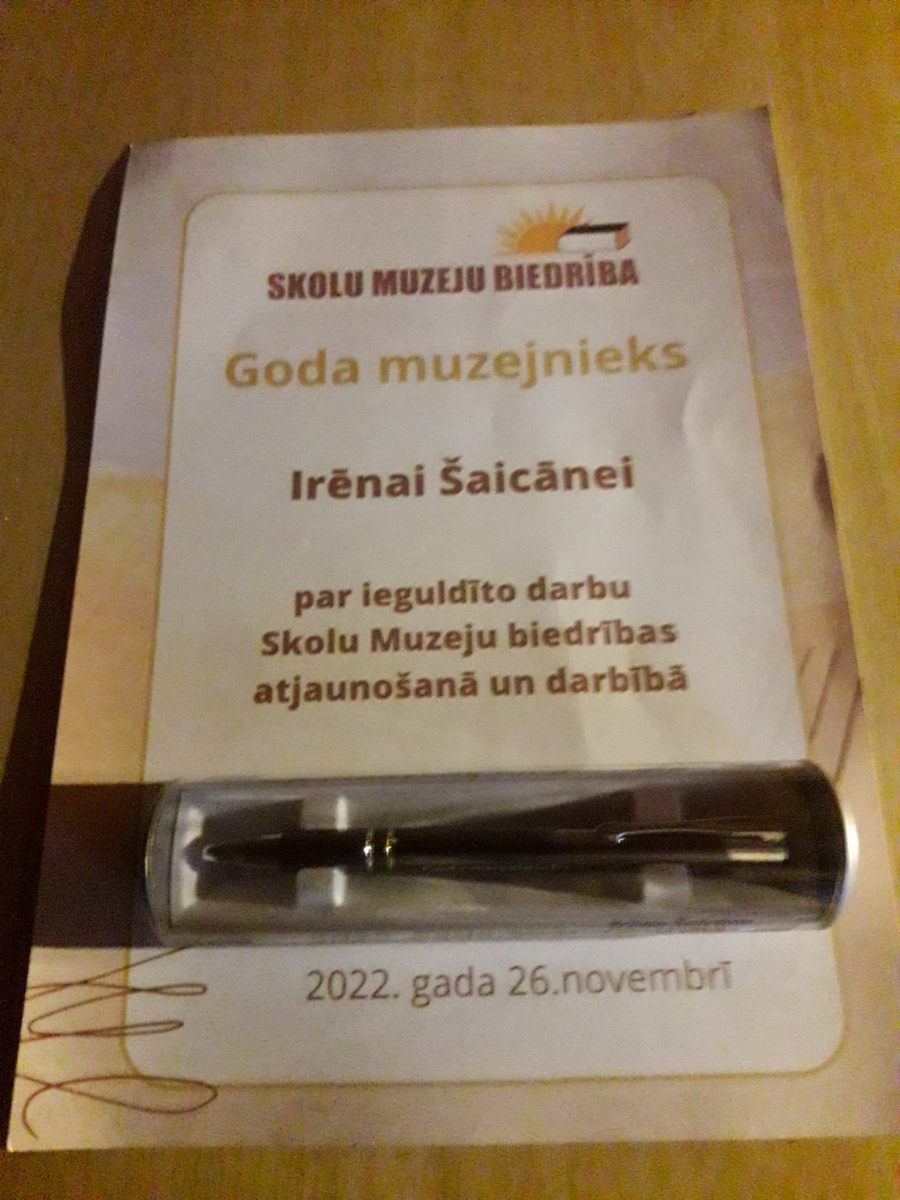 SKOLU MUZEJU BIEDRĪBA
Goda muzejnieks
Irēnai Šaicānei
par ieguldīto darbu
Skolu Muzeju biedrības
atjaunošanā un darbībā
2022. gada 26.novembrī